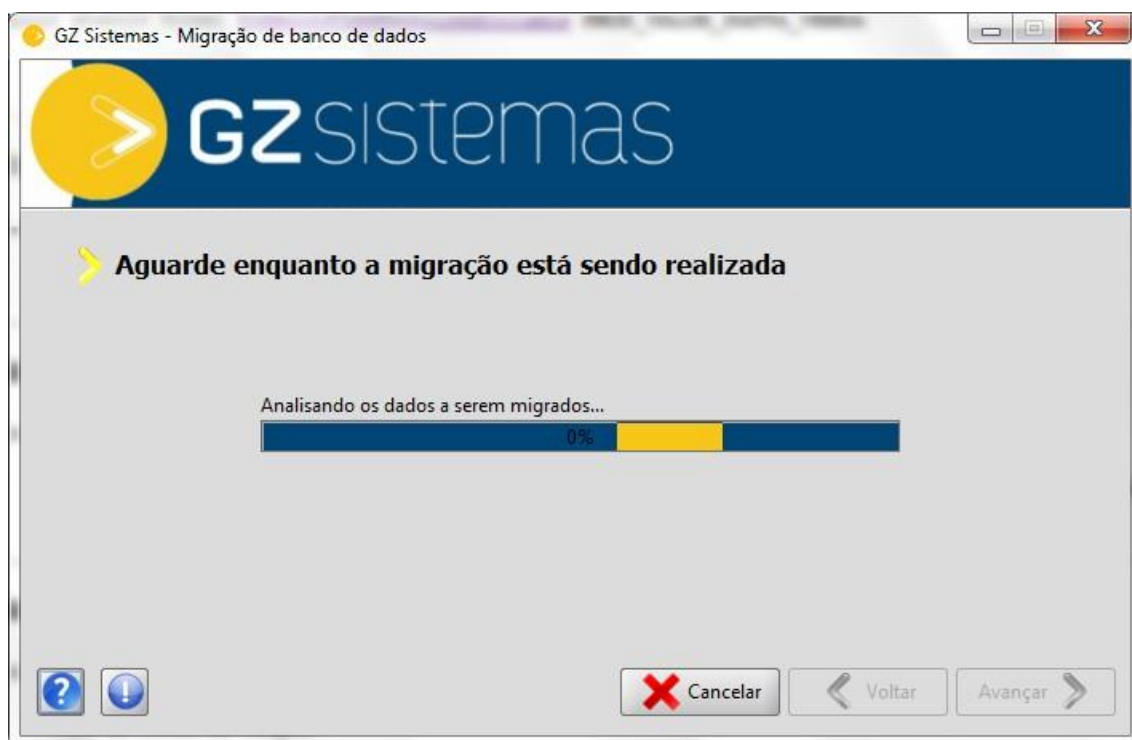 GZ Sistemas - Migração de banco de dados
GZsistemas
Aguarde enquanto a migração está sendo realizada
Analisando os dados a serem migrados...
0%
Cancelar
Voltar
Avançar